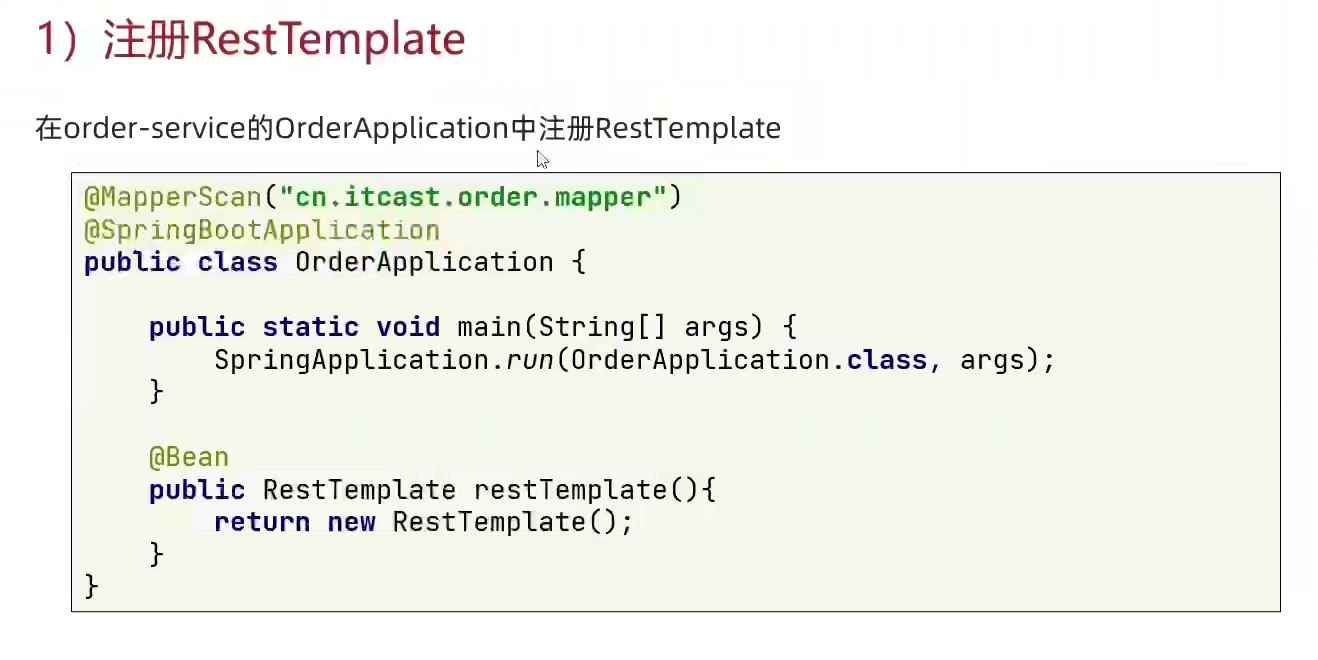 1）注册RestTemplate
在order-service的OrderApplication中注册RestTemplate
@MapperScan("cn.itcast.order.mapper")
@SpringBootApplication
public class OrderApplication {
    public static void main(String[] args) {
        SpringApplication.run(OrderApplication.class, args);
    }
    @Bean
    public RestTemplate restTemplate(){
        return new RestTemplate();
    }
}